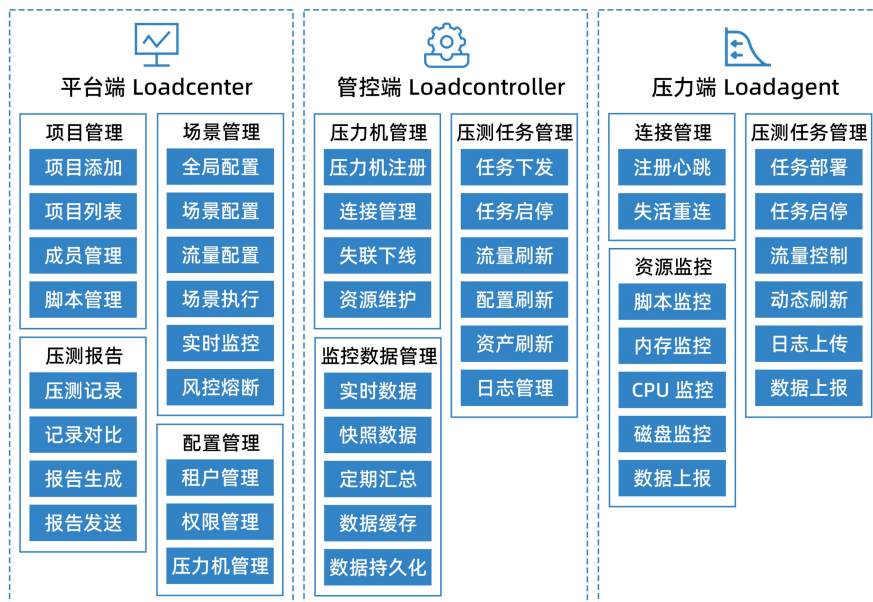 平台端 Loadcenter
项目管理
项目添加
项目列表
成员管理
脚本管理
压测报告
压测记录
记录对比
报告生成
报告发送
场景管理
全局配置
场景配置
流量配置
场景执行
实时监控
风控熔断
配置管理
租户管理
权限管理
压力机管理
管控端 Loadcontroller
压力机管理
压力机注册
连接管理
失联下线
资源维护
监控数据管理
实时数据
快照数据
定期汇总
数据缓存
数据持久化
压测任务管理
任务下发
任务启停
流量刷新
配置刷新
资产刷新
日志管理
压力端 Loadagent
连接管理
注册心跳
失活重连
资源监控
脚本监控
内存监控
CPU 监控
磁盘监控
数据上报
压测任务管理
任务部署
任务启停
流量控制
动态刷新
日志上传
数据上报